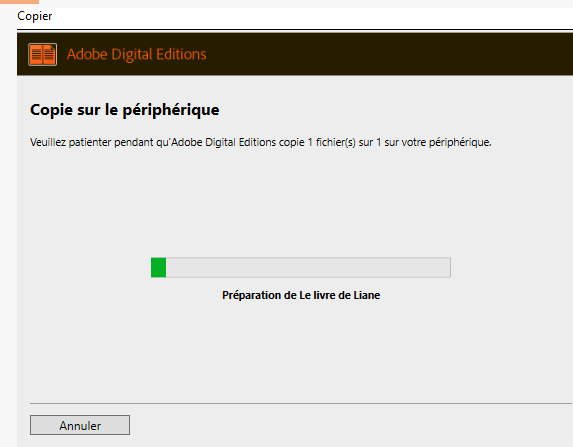 Copier
Adobe Digital Editions
Copie sur le périphérique
Veuillez patienter pendant qu'Adobe Digital Editions copie 1 fichier(s) sur 1 sur votre périphérique.
Préparation de Le livre de Liane
Annuler